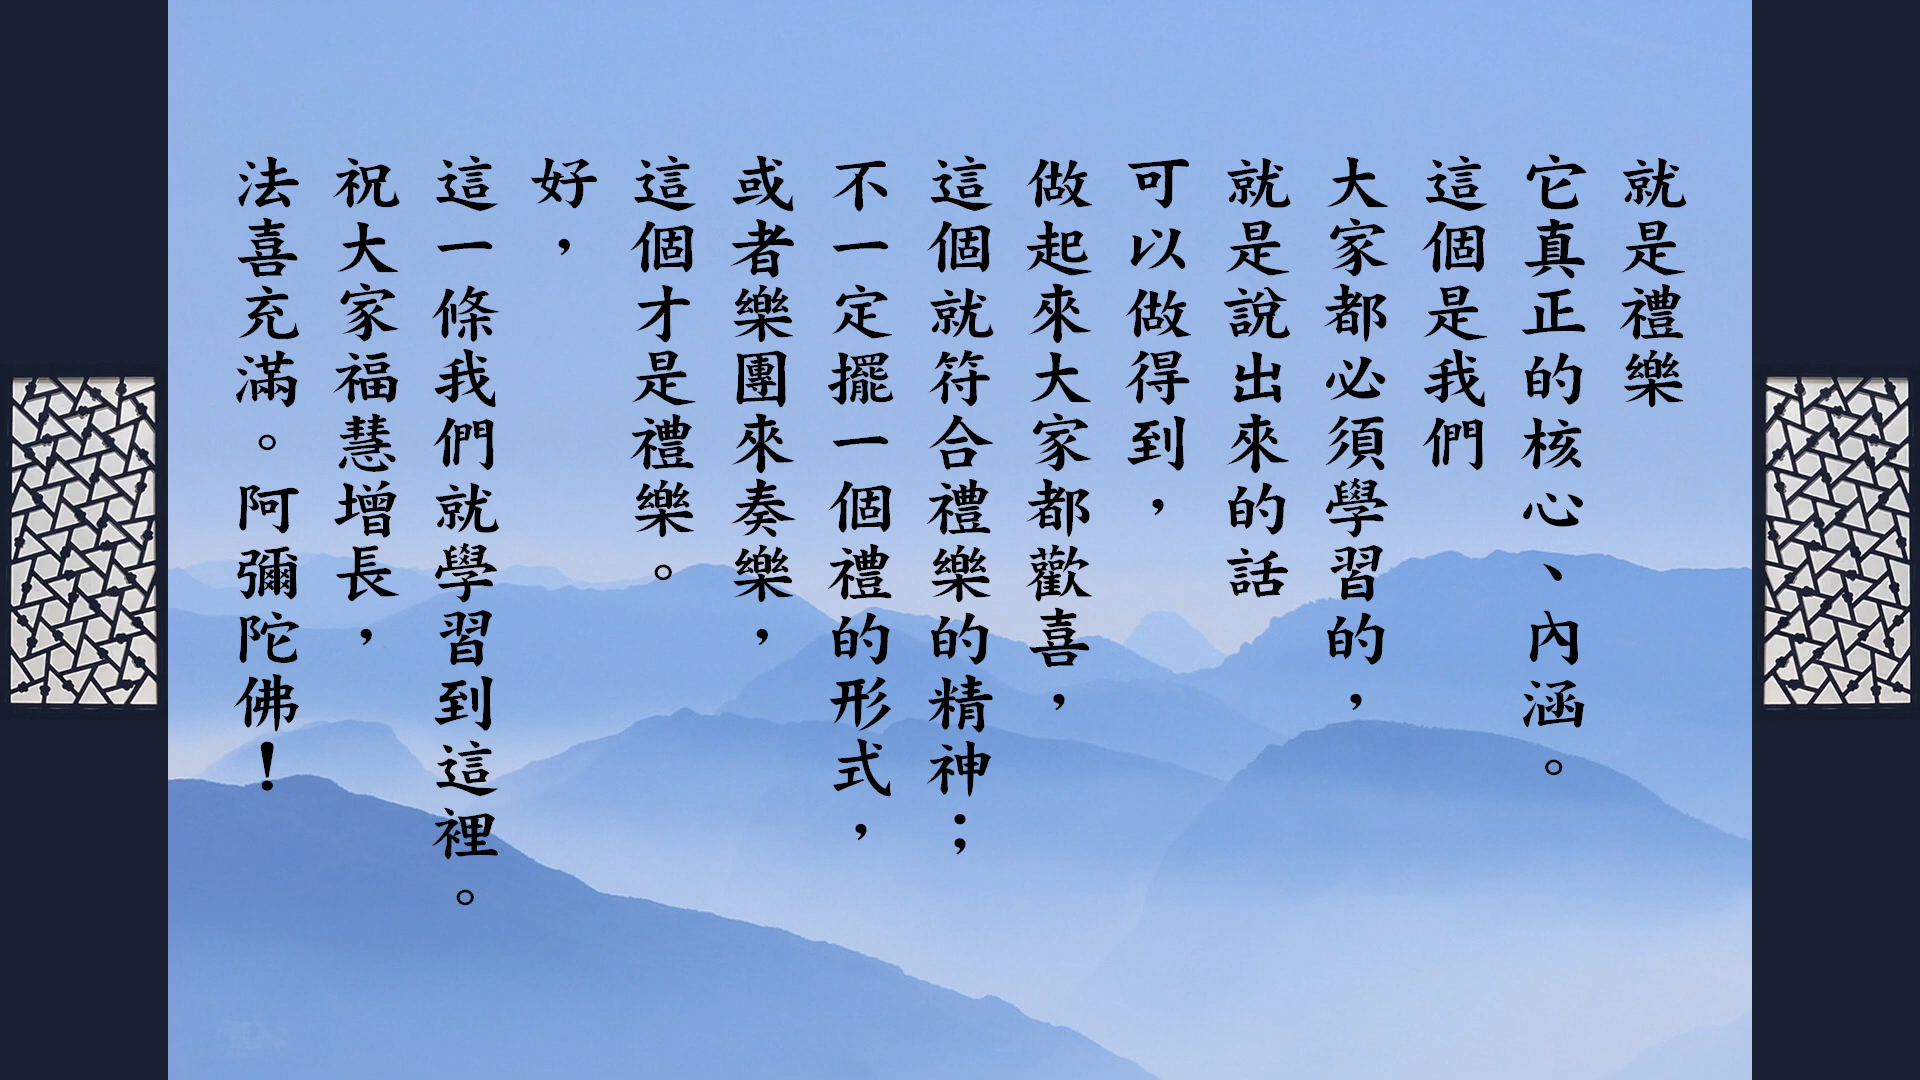 就是禮樂
它真正的核心、內涵。
這個是我們
大家都必須學習的，
就是說出來的話
可以做得到，
做起來大家都歡喜，
這個就符合禮樂的精神；
不一定擺一個禮的形式，
或者樂團來奏樂，
這個才是禮樂。
好，
這一條我們就學習到這裡。
祝大家福慧增長，
法喜充滿。阿彌陀佛！